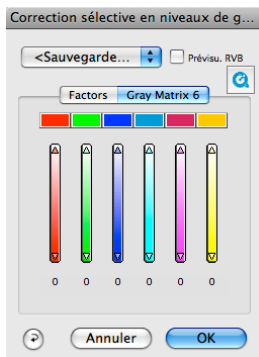 Correction sélective en niveaux de g...
<Sauvegarde... Prévisu. RVB
Factors Gray Matrix 6
0 0 0 0 0 0
Annuler OK